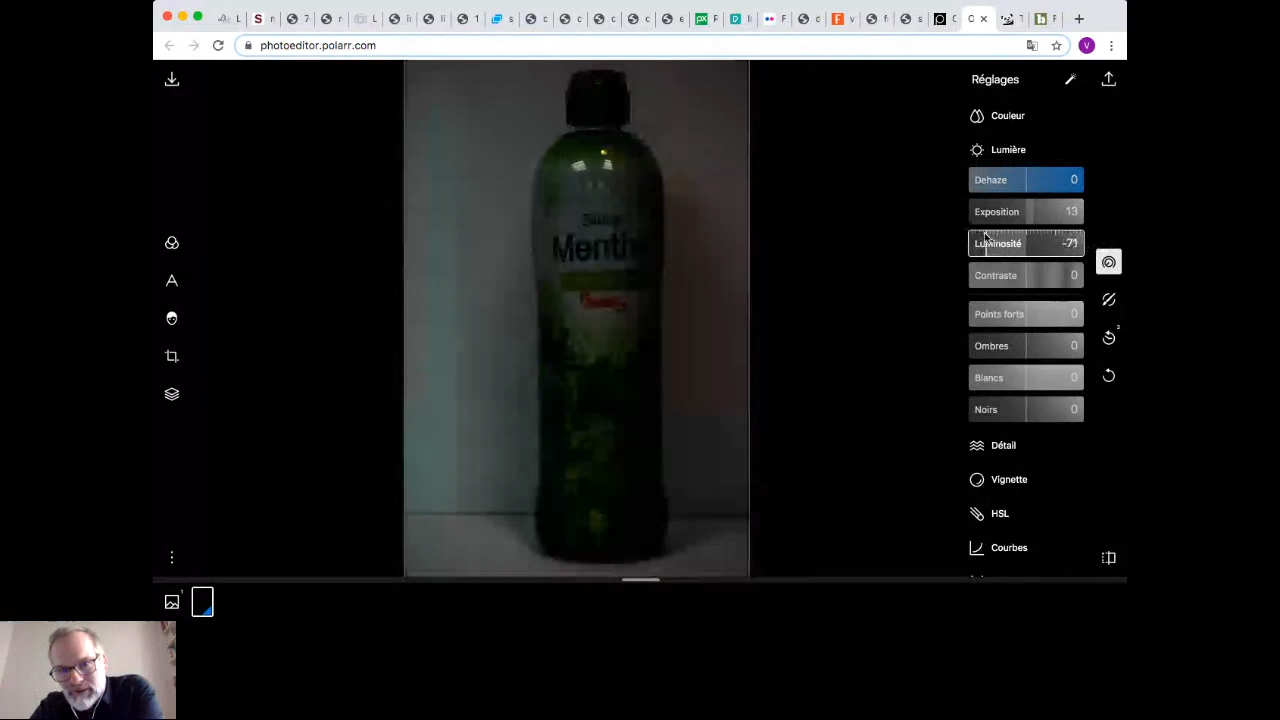 photoeditor.polarr.com
V
Réglages
Couleur
Lumière
Dehaze 0
Exposition 13
Luminosité -71
Contraste 0
Points forts 0
Ombres 0
Blancs 0
Noirs 0
Détail
Vignette
HSL
Courbes
Menthe